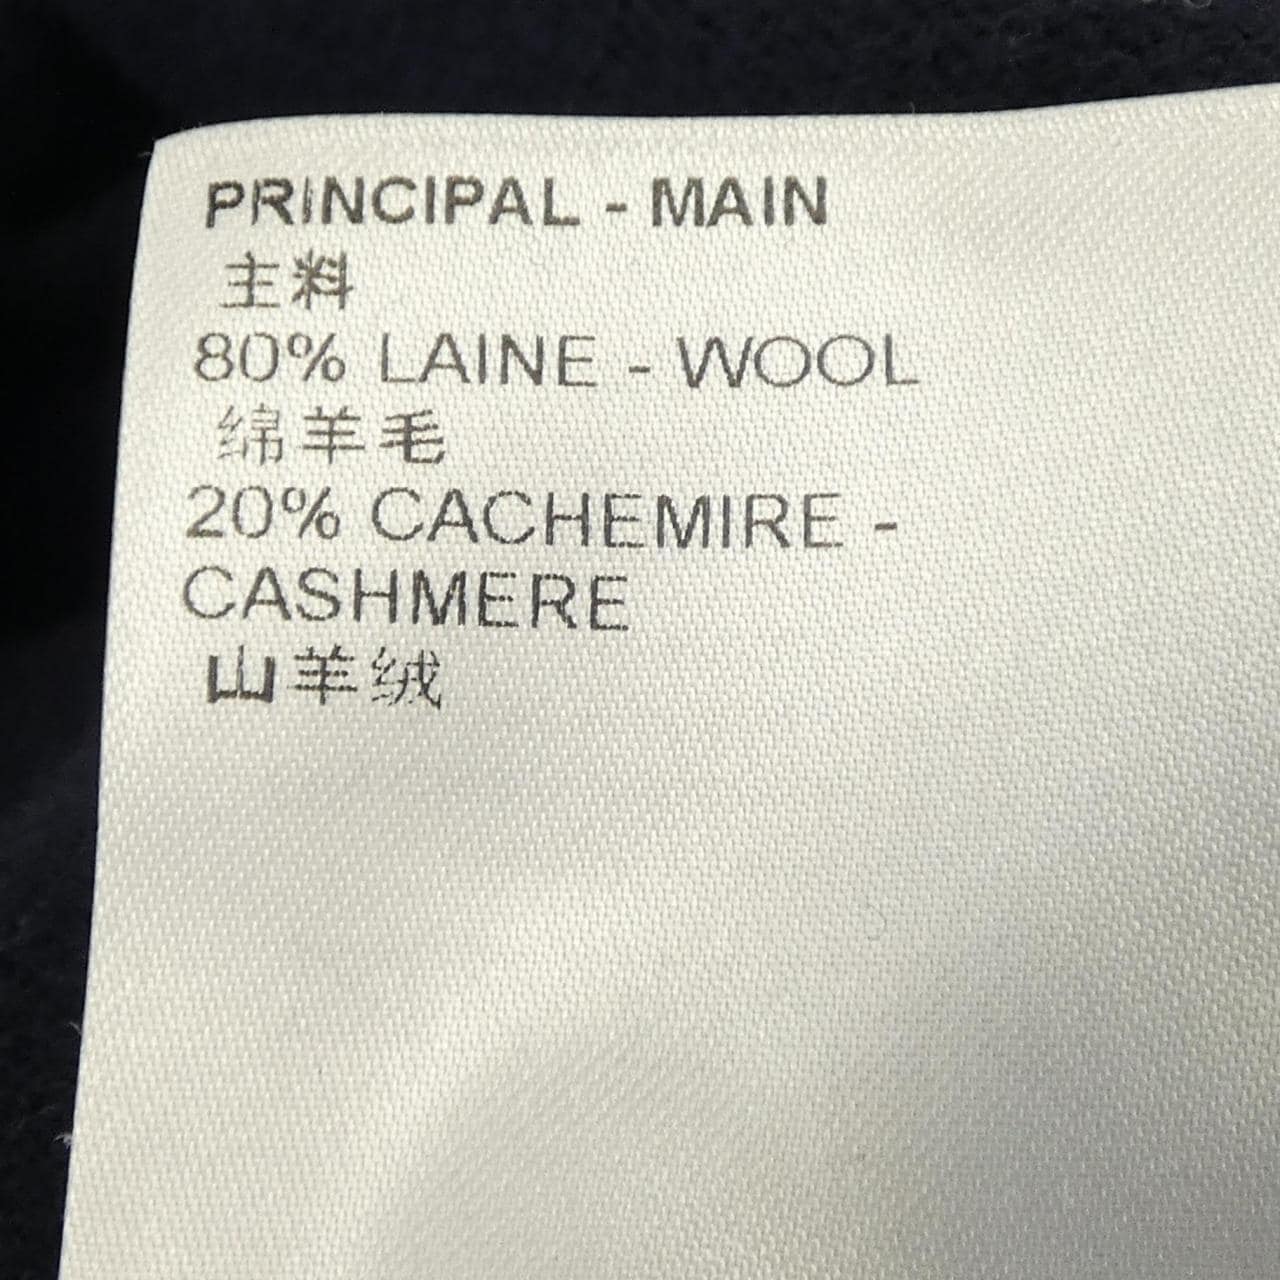 PRINCIPAL - MAIN
主料
80% LAINE - WOOL
绵羊毛
20% CACHEMIRE -
CASHMERE
山羊绒